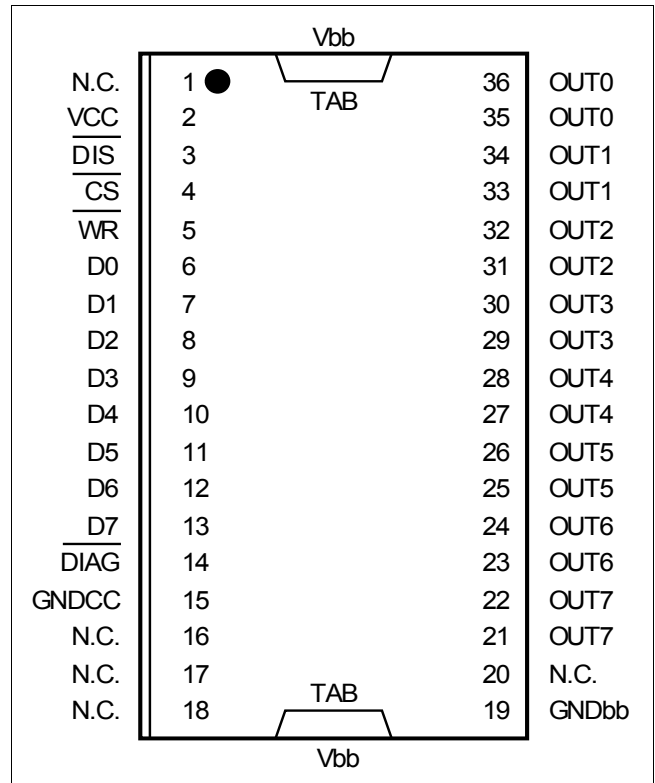 Vbb
N.C. 1 TAB 36 OUT0
VCC 2 35 OUT0
DIS 3 34 OUT1
CS 4 33 OUT1
WR 5 32 OUT2
D0 6 31 OUT2
D1 7 30 OUT3
D2 8 29 OUT3
D3 9 28 OUT4
D4 10 27 OUT4
D5 11 26 OUT5
D6 12 25 OUT5
D7 13 24 OUT6
DIAG 14 23 OUT6
GNDCC 15 22 OUT7
N.C. 16 21 OUT7
N.C. 17 20 N.C.
N.C. 18 TAB 19 GNDbb
Vbb